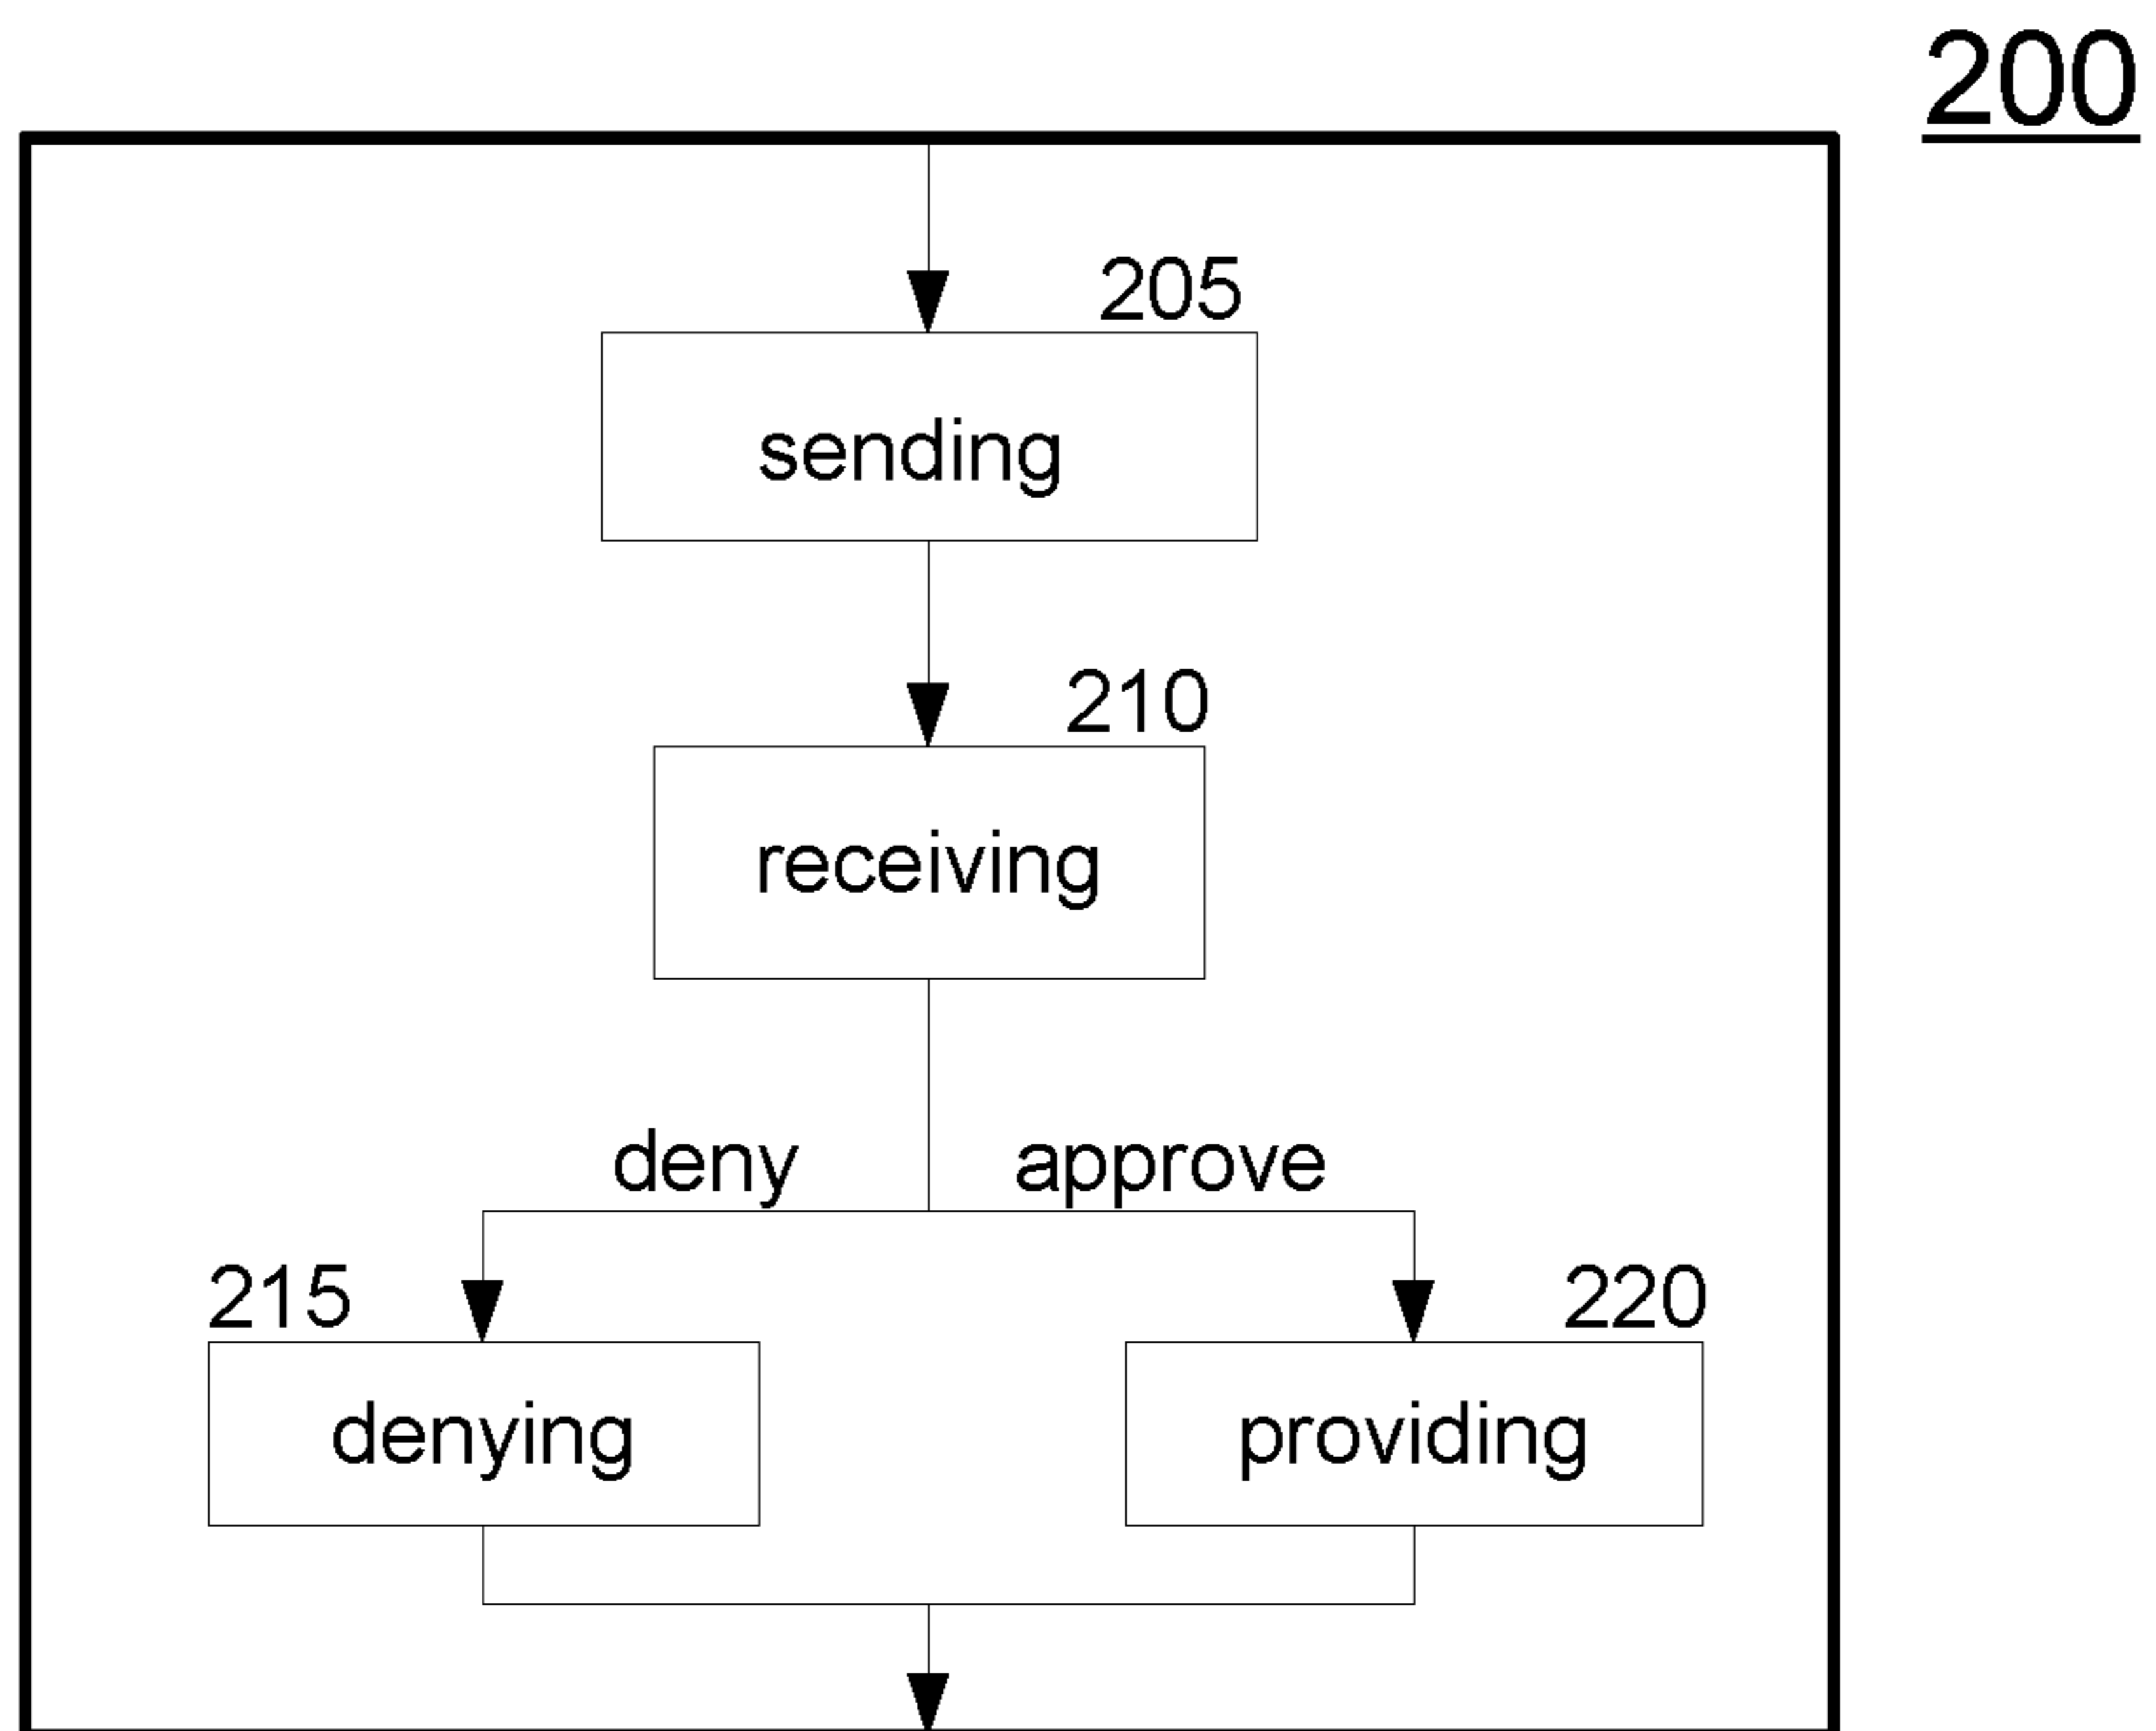 200
205
sending
210
receiving
deny approve
215 220
denying providing